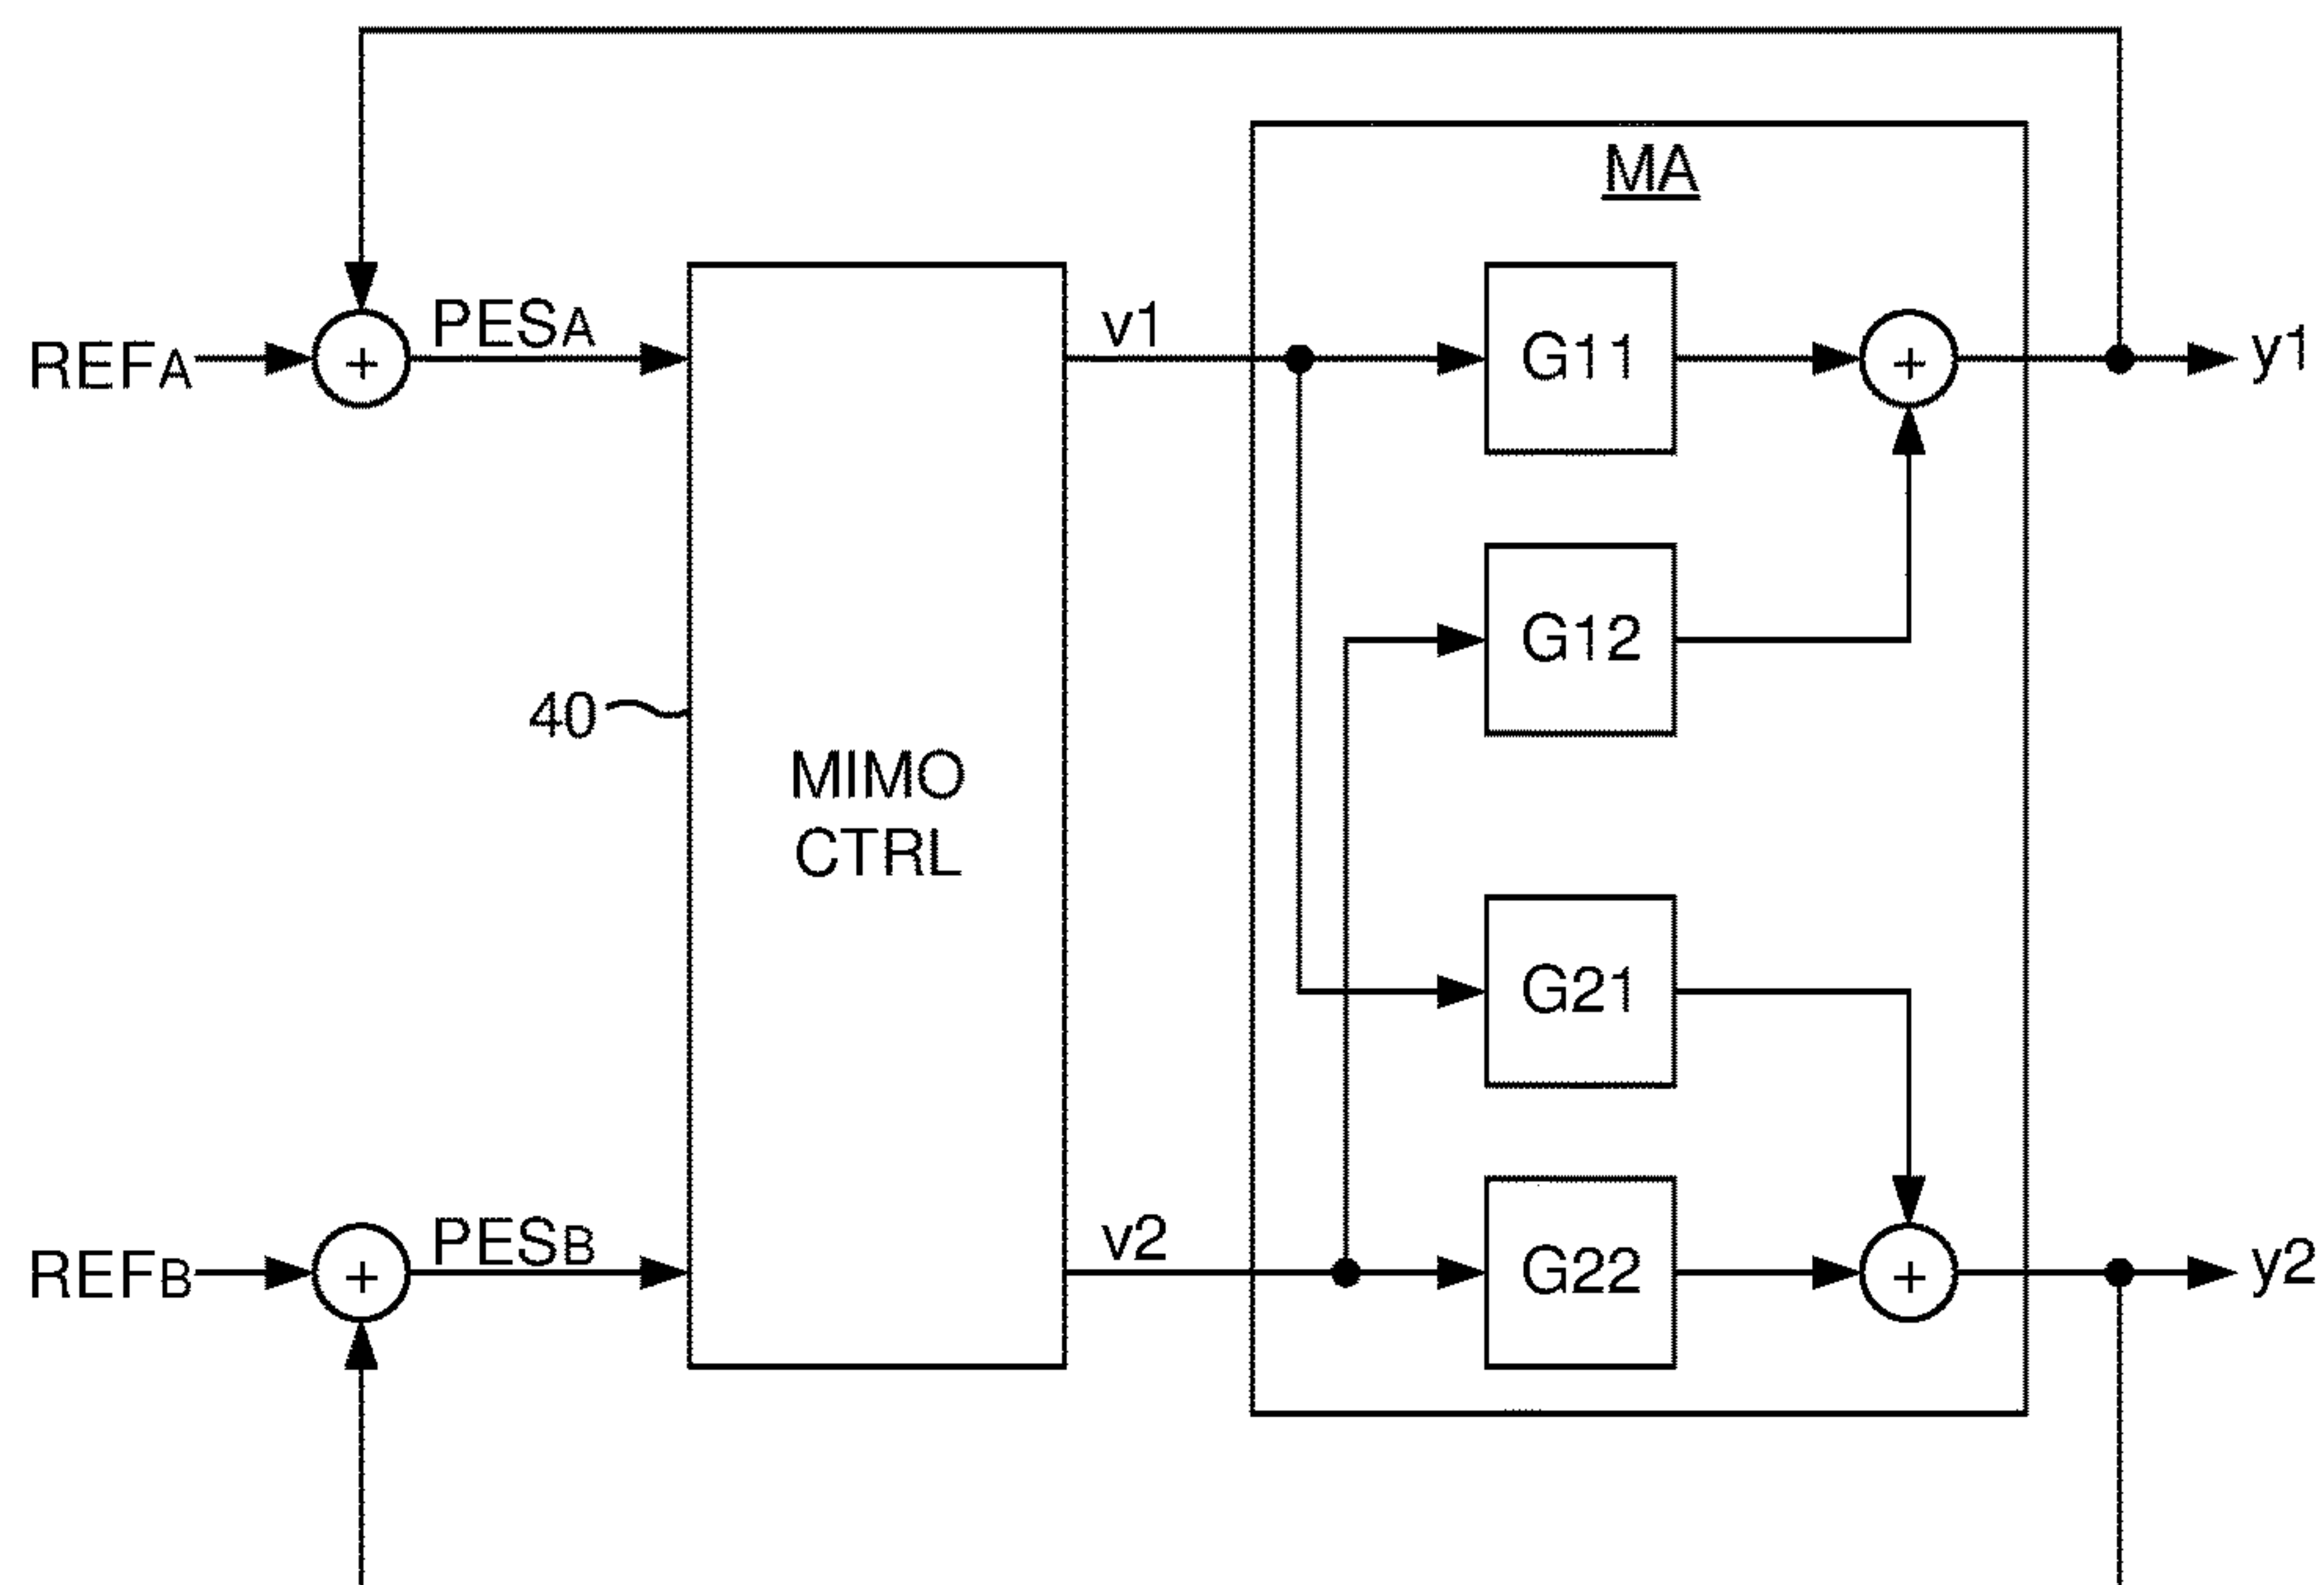 MA
REFA
+
PESA
v1
G11
+
y1
G12
40
MIMO
CTRL
G21
REFB
+
PESB
v2
G22
+
y2